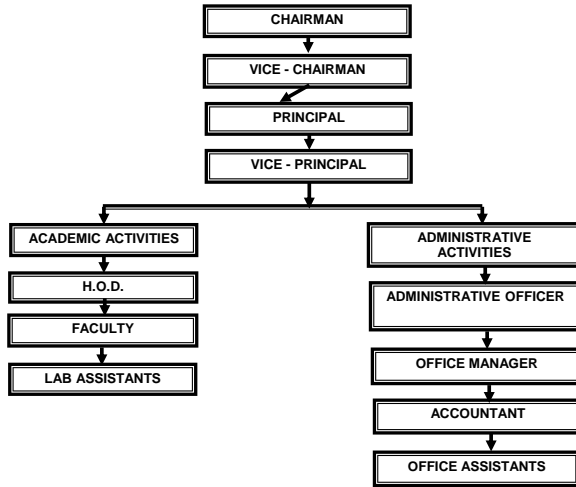 CHAIRMAN
VICE - CHAIRMAN
PRINCIPAL
VICE - PRINCIPAL
ACADEMIC ACTIVITIES
H.O.D.
FACULTY
LAB ASSISTANTS
ADMINISTRATIVE
ACTIVITIES
ADMINISTRATIVE OFFICER
OFFICE MANAGER
ACCOUNTANT
OFFICE ASSISTANTS